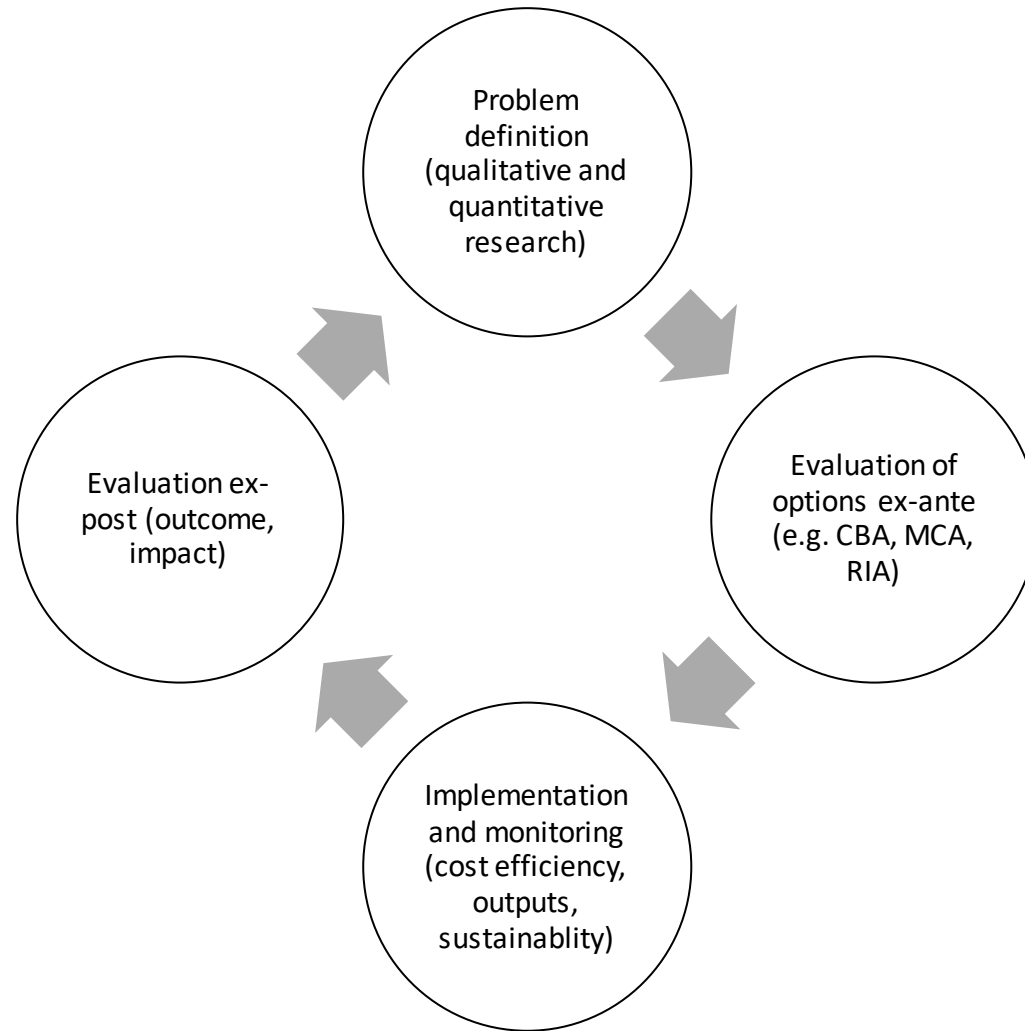 Problem
definition
(qualitative and
quantitative
research)
Evaluation of
options ex-ante
(e.g. CBA, MCA,
RIA)
Implementation
and monitoring
(cost efficiency,
outputs,
sustainablity)
Evaluation ex-
post (outcome,
impact)